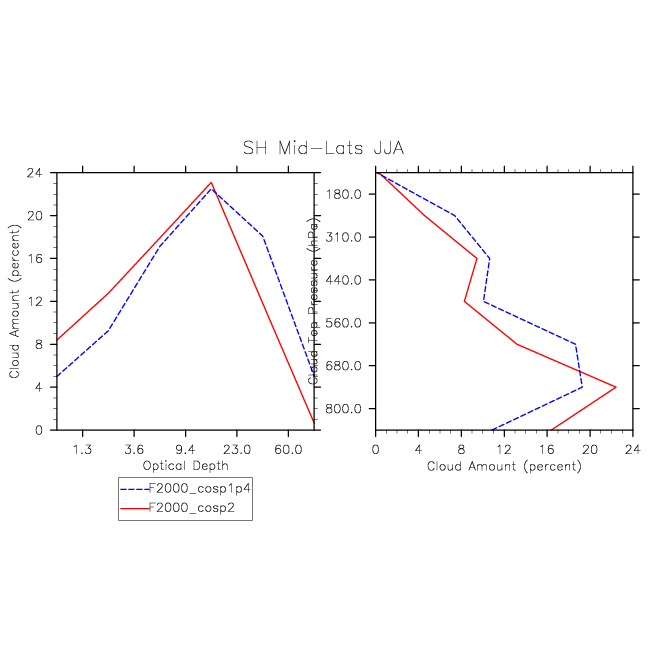 SH Mid-Lats JJA
Cloud Amount (percent)
24
20
16
12
8
4
0
1.3 3.6 9.4 23.0 60.0
Optical Depth
Cloud Top Pressure (hPa)
180.0
310.0
440.0
560.0
680.0
800.0
0 4 8 12 16 20 24
Cloud Amount (percent)
F2000_cosp1p4
F2000_cosp2